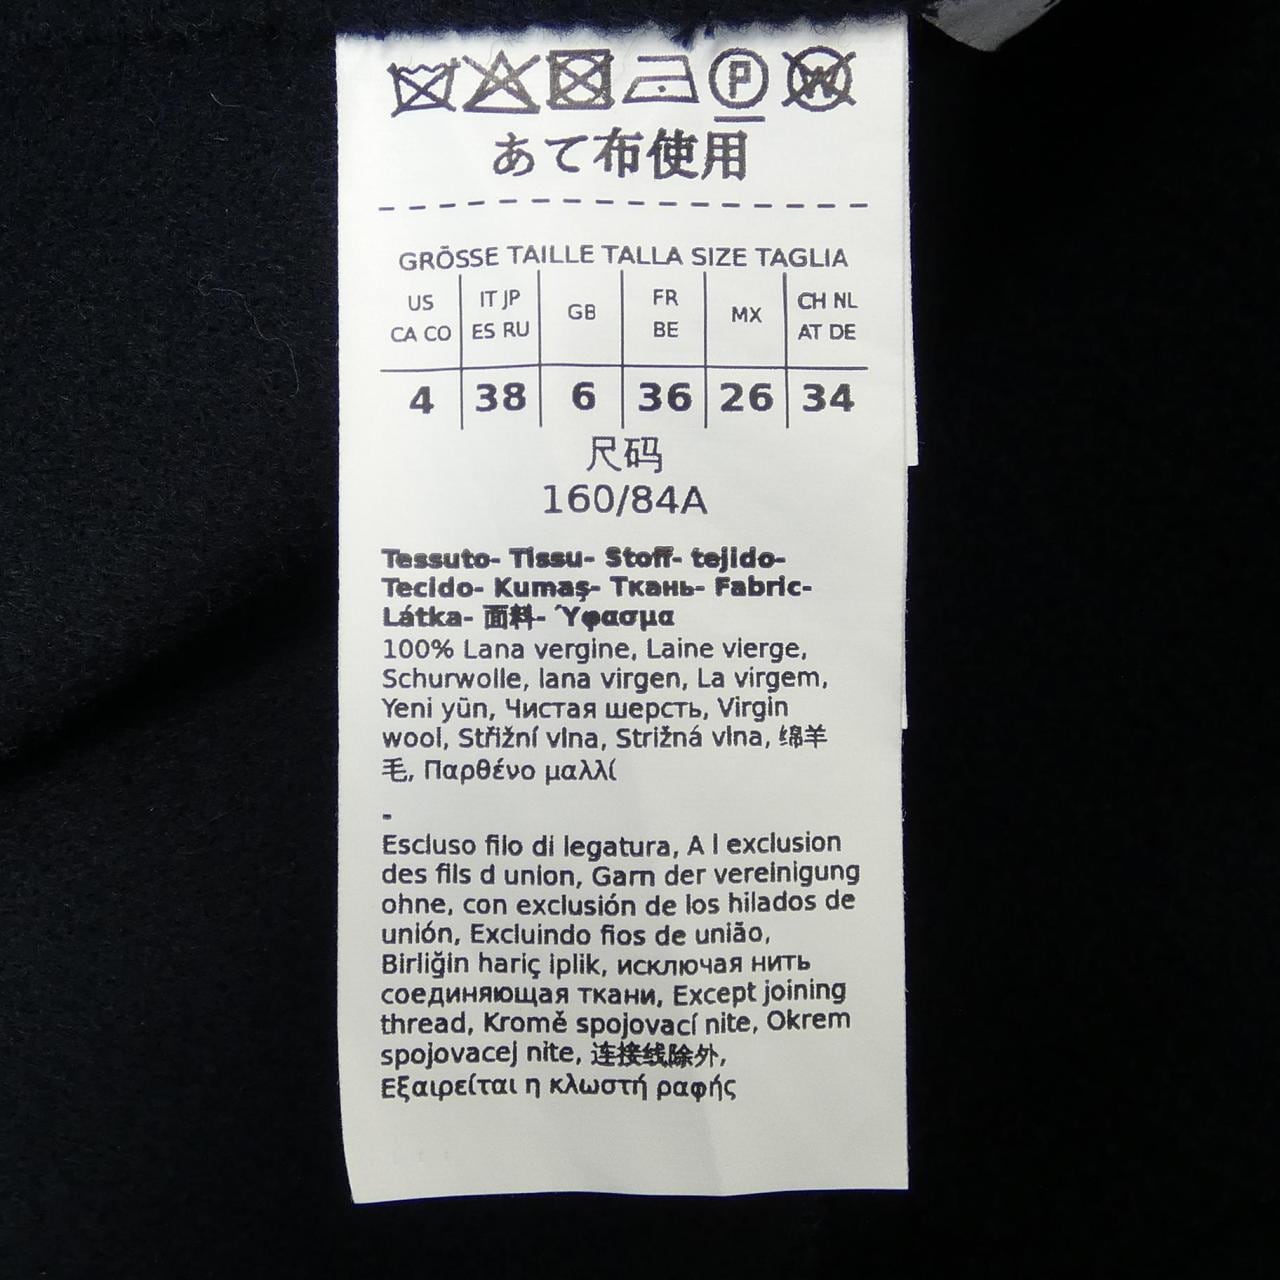 P W
あて布使用
GRÖSSE TAILLE TALLA SIZE TAGLIA
US IT JP GB FR MX CH NL
CA CO ES RU BE AT DE
4 38 6 36 26 34
尺码
160/84A
Tessuto- Tissu- Stoff- tejido-
Tecido- Kumaş- Ткань- Fabric-
Látka- 面料- Ύφασμα
100% Lana vergine, Laine vierge,
Schurwolle, lana virgen, La virgem,
Yeni yün, Чистая шерсть, Virgin
wool, Střižní vlna, Strižná vlna, 绵羊
毛, Παρθένο μαλλί
-
Escluso filo di legatura, A l exclusion
des fils d union, Garn der vereinigung
ohne, con exclusión de los hilados de
unión, Excluindo fios de união,
Birliğin hariç iplik, исключая нить
соединяющая ткани, Except joining
thread, Kromě spojovací nite, Okrem
spojovacej nite, 连接线除外,
Εξαιρείται η κλωστή ραφής